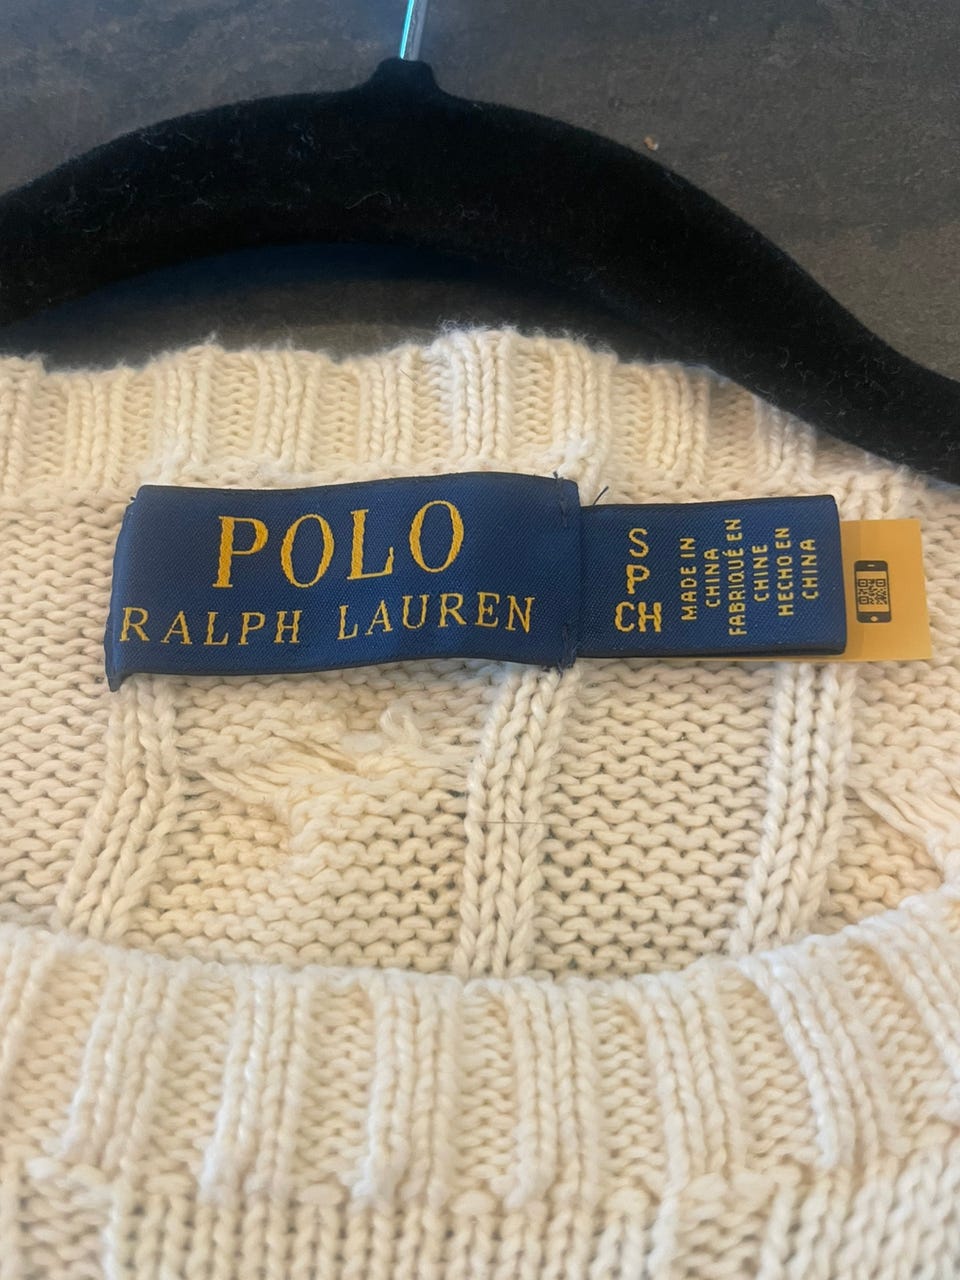 POLO
RALPH LAUREN
S
P
CH
MADE IN
CHINA
FABRIQUÉ EN
CHINE
HECHO EN
CHINA